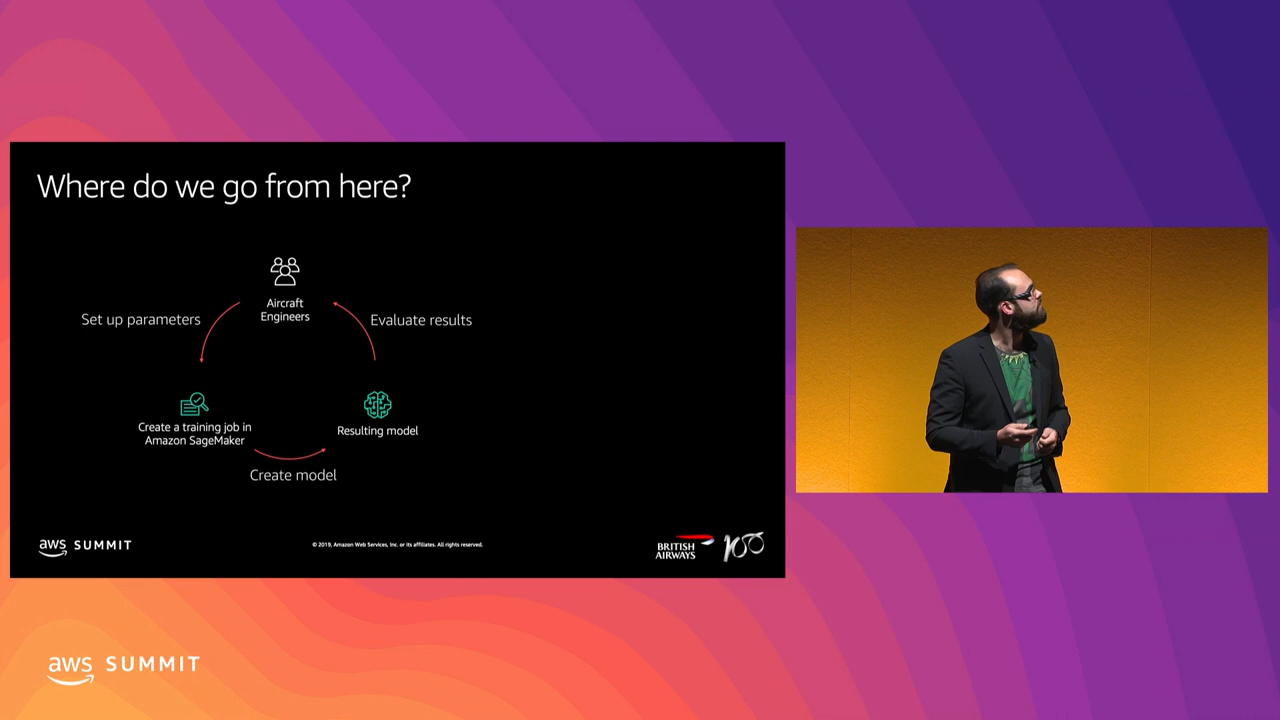 Where do we go from here?
Aircraft
Engineers
Set up parameters
Evaluate results
Create a training job in
Amazon SageMaker
Resulting model
Create model
aws SUMMIT
© 2019, Amazon Web Services, Inc. or its affiliates. All rights reserved.
BRITISH
AIRWAYS
100
aws SUMMIT